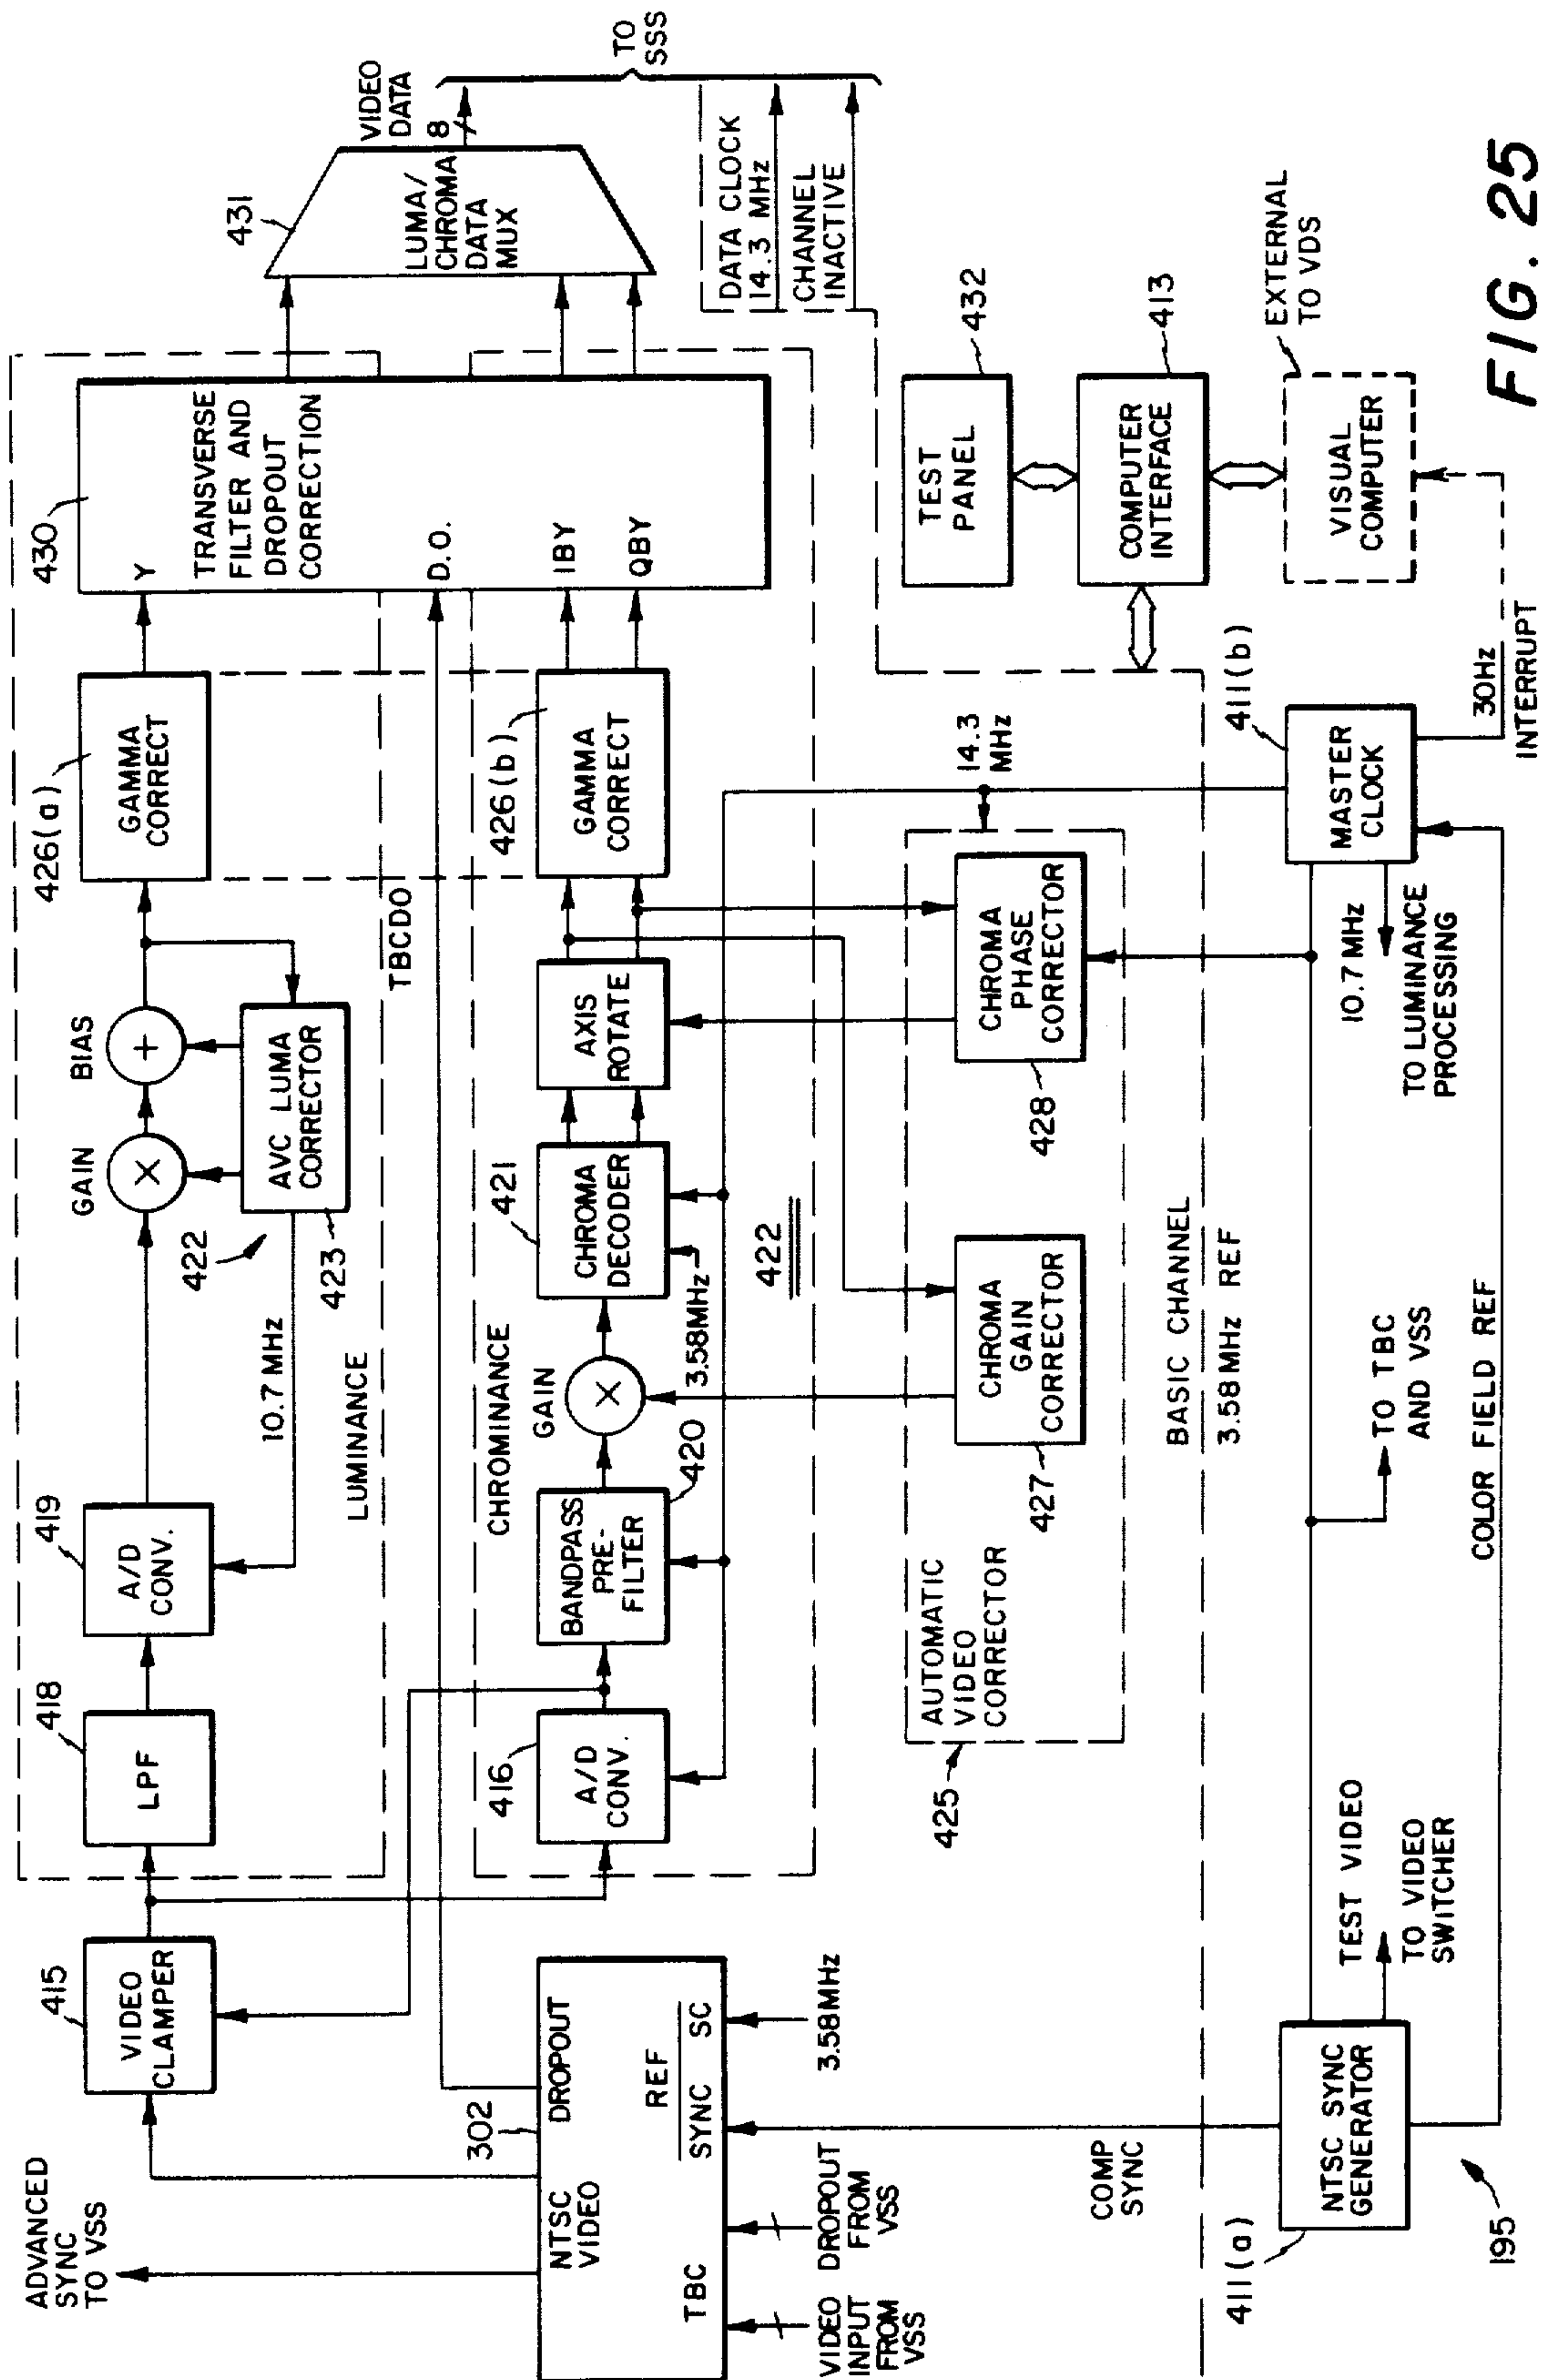 ADVANCED
SYNC
TO VSS
415
VIDEO
CLAMPER
418
LPF
419
A/D
CONV.
10.7 MHz
LUMINANCE
GAIN
×
BIAS
+
422
423
AVC LUMA
CORRECTOR
426(a)
GAMMA
CORRECT
TBCDO
430
Y
TRANSVERSE
FILTER AND
DROPOUT
CORRECTION
D.O.
IBY
QBY
431
LUMA/
CHROMA
DATA
MUX
VIDEO
DATA
8
TO
SSS
DATA CLOCK
14.3 MHz
CHANNEL
INACTIVE
302
NTSC
VIDEO
DROPOUT
TBC
REF
SYNC
SC
VIDEO
INPUT
FROM
VSS
DROPOUT
FROM
VSS
3.58MHz
416
A/D
CONV.
CHROMINANCE
BANDPASS
PRE-
FILTER
420
GAIN
×
3.58MHz
421
CHROMA
DECODER
422
AXIS
ROTATE
426(b)
GAMMA
CORRECT
14.3
MHz
AUTOMATIC
VIDEO
CORRECTOR
425
427
CHROMA
GAIN
CORRECTOR
428
CHROMA
PHASE
CORRECTOR
BASIC CHANNEL
3.58MHz REF
COMP
SYNC
411(a)
NTSC SYNC
GENERATOR
195
TEST VIDEO
TO VIDEO
SWITCHER
TO TBC
AND VSS
COLOR FIELD REF
10.7MHz
TO LUMINANCE
PROCESSING
411(b)
MASTER
CLOCK
30Hz
INTERRUPT
TEST
PANEL
432
COMPUTER
INTERFACE
413
VISUAL
COMPUTER
EXTERNAL
TO VDS
FIG. 25